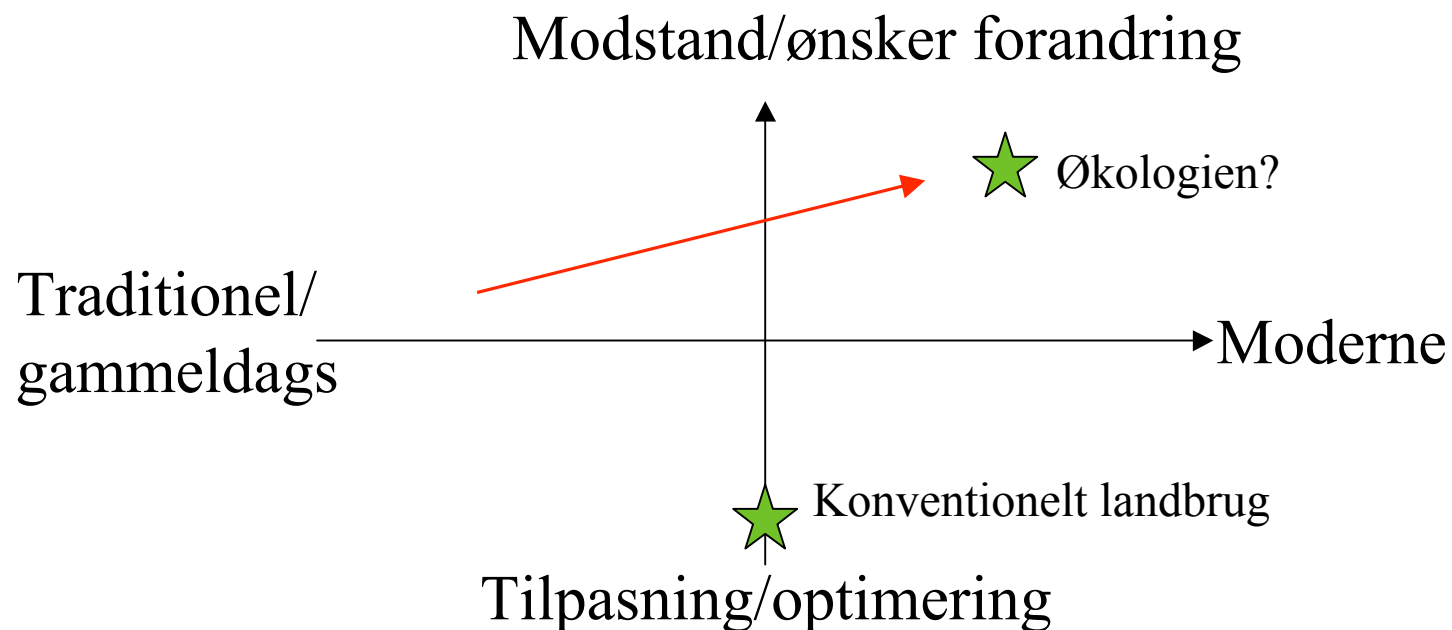 Modstand/ønsker forandring
Økologien?
Traditionel/
gammeldags
Moderne
Konventionelt landbrug
Tilpasning/optimering